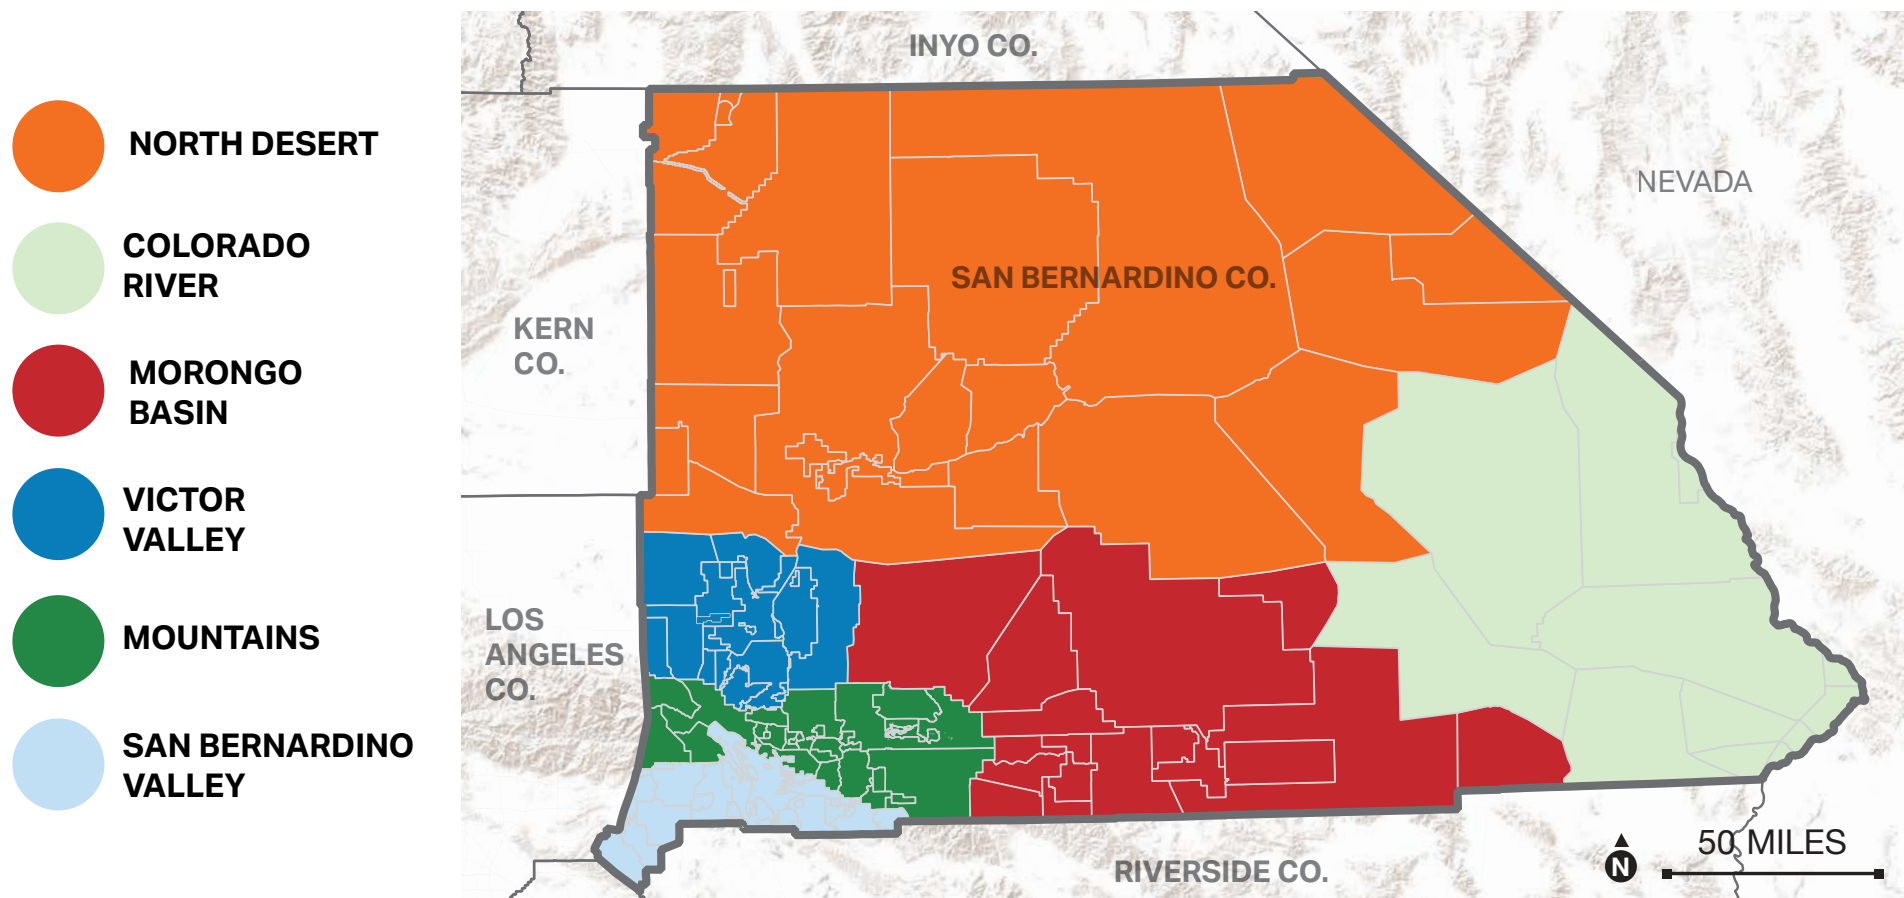 NORTH DESERT
COLORADO
RIVER
MORONGO
BASIN
VICTOR
VALLEY
MOUNTAINS
SAN BERNARDINO
VALLEY
INYO CO.
NEVADA
SAN BERNARDINO CO.
KERN
CO.
LOS
ANGELES
CO.
RIVERSIDE CO.
N
50 MILES